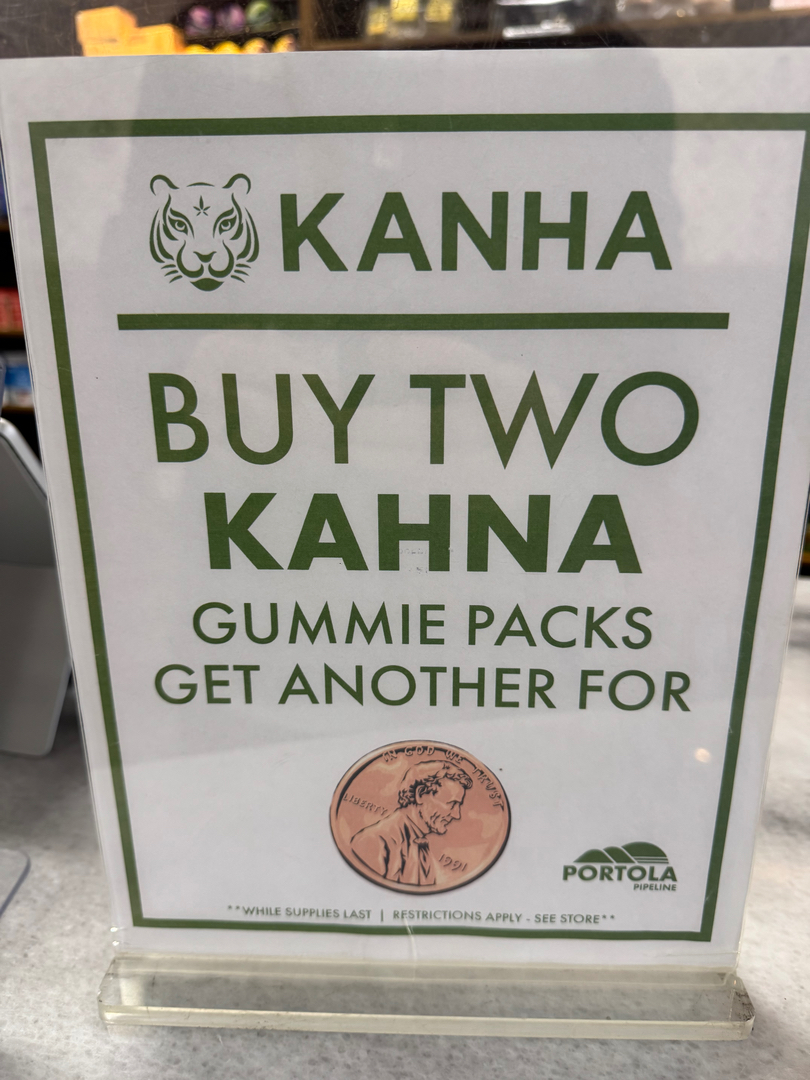 KANHA
BUY TWO
KAHNA
GUMMIE PACKS
GET ANOTHER FOR
IN GOD WE TRUST
LIBERTY
1991
PORTOLA
PIPELINE
**WHILE SUPPLIES LAST | RESTRICTIONS APPLY - SEE STORE**